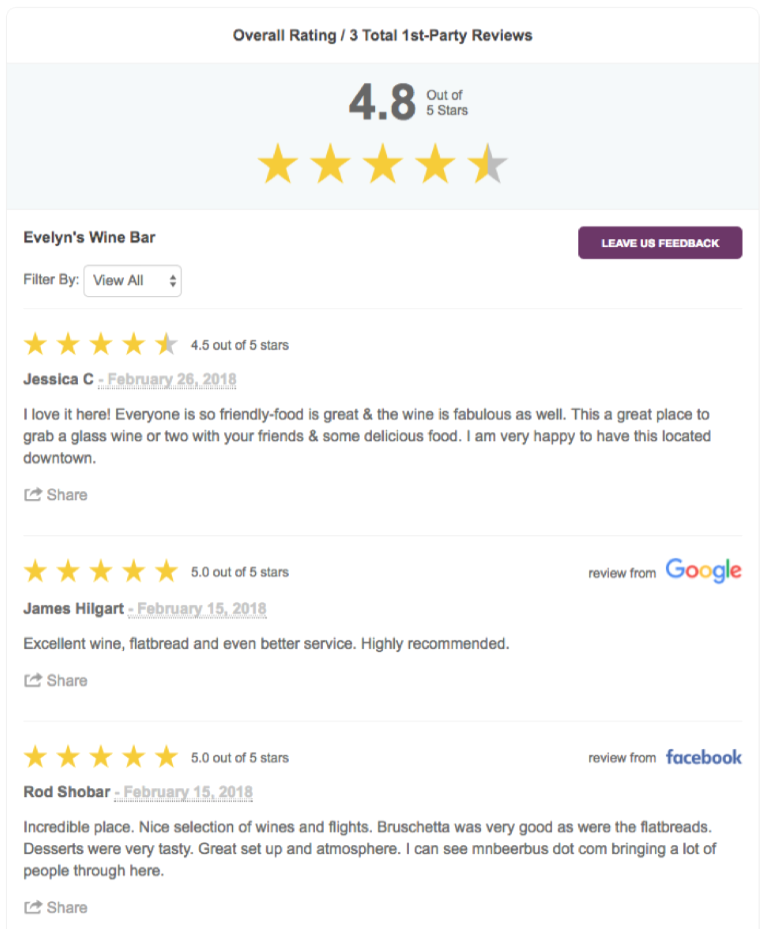 Overall Rating / 3 Total 1st-Party Reviews
4.8 Out of
5 Stars
Evelyn's Wine Bar
LEAVE US FEEDBACK
Filter By: View All
4.5 out of 5 stars
Jessica C - February 26, 2018
I love it here! Everyone is so friendly-food is great & the wine is fabulous as well. This a great place to
grab a glass wine or two with your friends & some delicious food. I am very happy to have this located
downtown.
Share
5.0 out of 5 stars
review from Google
James Hilgart - February 15, 2018
Excellent wine, flatbread and even better service. Highly recommended.
Share
5.0 out of 5 stars
review from facebook
Rod Shobar - February 15, 2018
Incredible place. Nice selection of wines and flights. Bruschetta was very good as were the flatbreads.
Desserts were very tasty. Great set up and atmosphere. I can see mnbeerbus dot com bringing a lot of
people through here.
Share